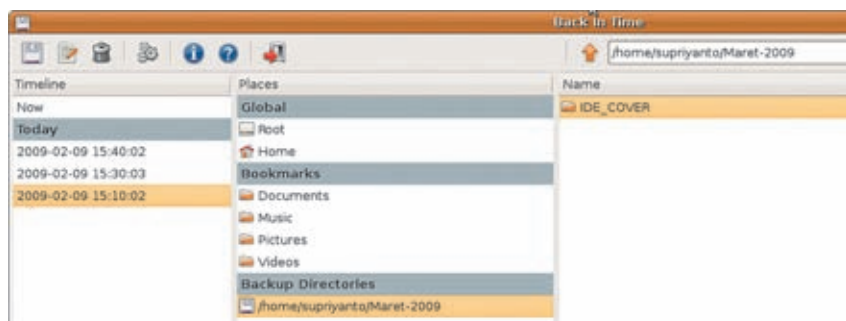 Back In Time
/home/supriyanto/Maret-2009
Timeline
Now
Today
2009-02-09 15:40:02
2009-02-09 15:30:03
2009-02-09 15:10:02
Places
Global
Root
Home
Bookmarks
Documents
Music
Pictures
Videos
Backup Directories
/home/supriyanto/Maret-2009
Name
IDE_COVER